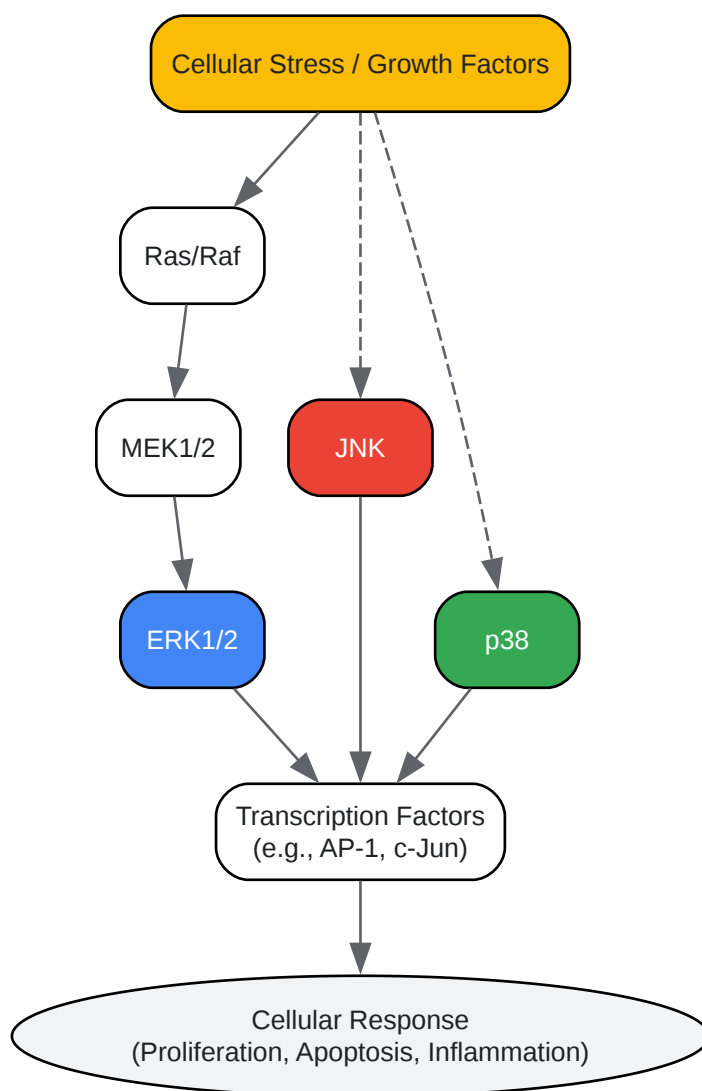 Cellular Stress / Growth Factors
Ras/Raf
MEK1/2
JNK
ERK1/2
p38
Transcription Factors
(e.g., AP-1, c-Jun)
Cellular Response
(Proliferation, Apoptosis, Inflammation)